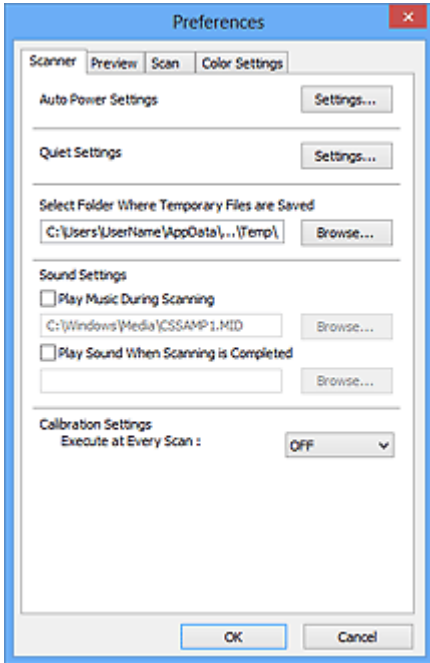 Preferences
Scanner Preview Scan Color Settings
Auto Power Settings Settings...
Quiet Settings Settings...
Select Folder Where Temporary Files are Saved
C:\Users\UserName\AppData\...\Temp\ Browse...
Sound Settings
Play Music During Scanning
C:\Windows\Media\CSSAMP1.MID Browse...
Play Sound When Scanning is Completed
Browse...
Calibration Settings
Execute at Every Scan : OFF
OK Cancel